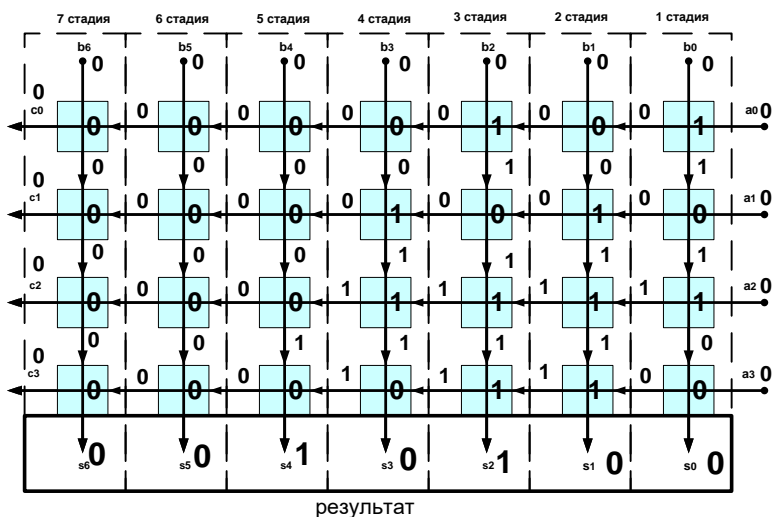 7 стадия 6 стадия 5 стадия 4 стадия 3 стадия 2 стадия 1 стадия
b6 b5 b4 b3 b2 b1 b0
0 0 0 0 0 0 0
0
c0 0 0 0 0 0 0 0 0 0 1 0 0 0 1 a0 0
0 0 0 0 1 0 1
0
c1 0 0 0 0 0 0 1 0 0 0 1 0 0 a1 0
0 0 0 1 1 1 1
0
c2 0 0 0 0 0 1 1 1 1 1 1 1 1 a2 0
0 0 1 1 1 1 0
0
c3 0 0 0 0 0 1 0 1 1 1 1 0 0 a3 0
s6 0 s5 0 s4 1 s3 0 s2 1 s1 0 s0 0
результат